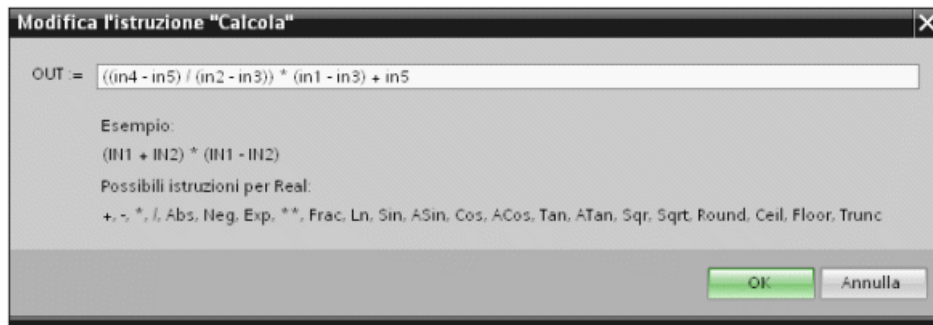 Modifica l'istruzione "Calcola"
OUT := ((in4 - in5) / (in2 - in3)) * (in1 - in3) + in5
Esempio:
(IN1 + IN2) * (IN1 - IN2)
Possibili istruzioni per Real:
+, -, *, /, Abs, Neg, Exp, **, Frac, Ln, Sin, ASin, Cos, ACos, Tan, ATan, Sqr, Sqrt, Round, Ceil, Floor, Trunc
OK Annulla